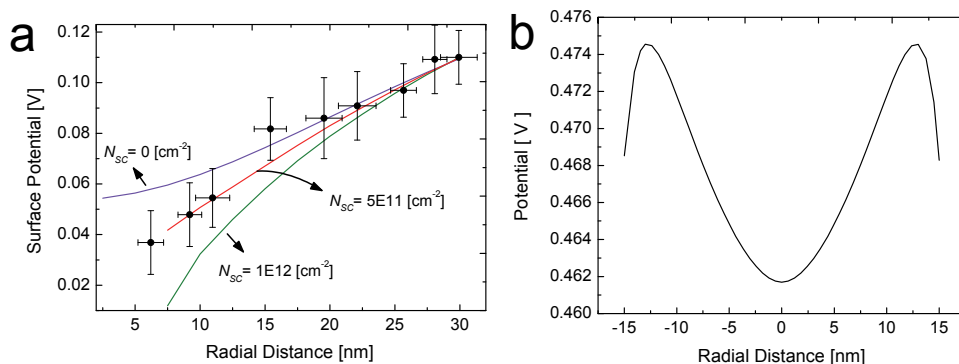 a
0.12
0.10
0.08
0.06
0.04
0.02
Surface Potential [V]
N_SC= 0 [cm⁻²]
N_SC= 5E11 [cm⁻²]
N_SC= 1E12 [cm⁻²]
5 10 15 20 25 30
Radial Distance [nm]
b
0.476
0.474
0.472
0.470
0.468
0.466
0.464
0.462
0.460
Potential [ V ]
-15 -10 -5 0 5 10 15
Radial Distance [nm]